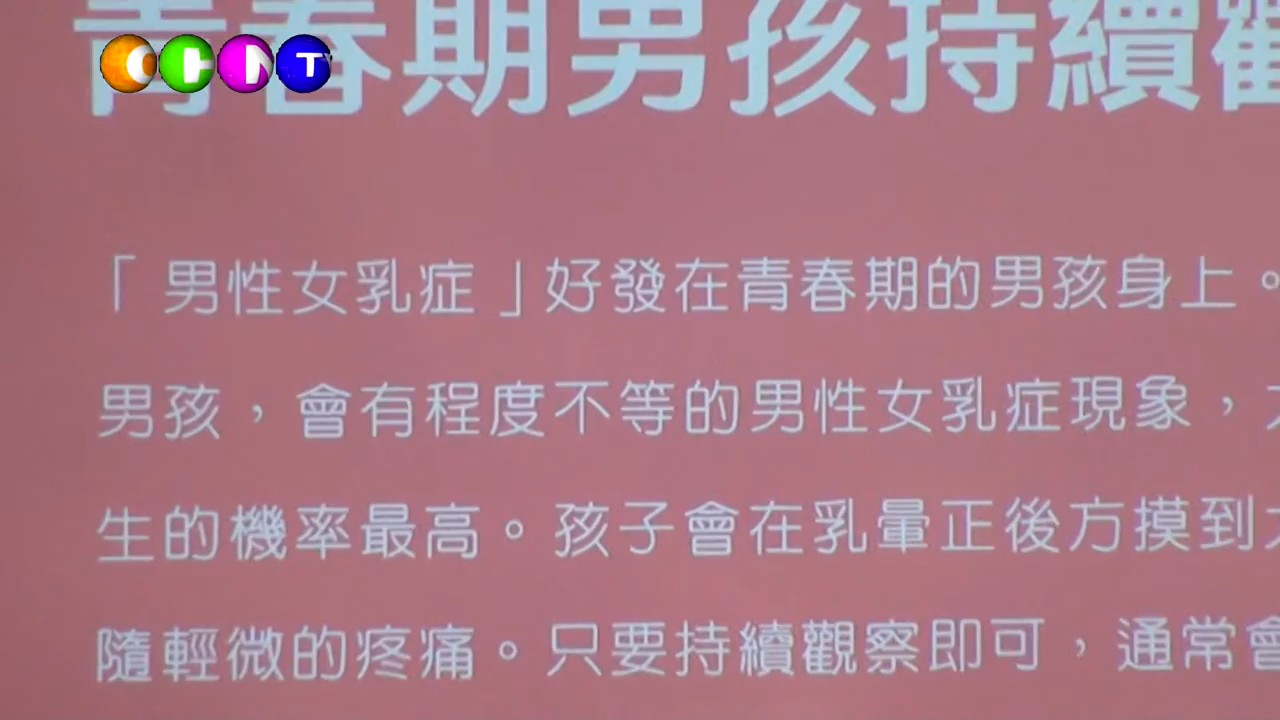 CHNTV
青春期男孩持續觀
「男性女乳症」好發在青春期的男孩身上。
男孩，會有程度不等的男性女乳症現象，
生的機率最高。孩子會在乳暈正後方摸到
隨輕微的疼痛。只要持續觀察即可，通常會